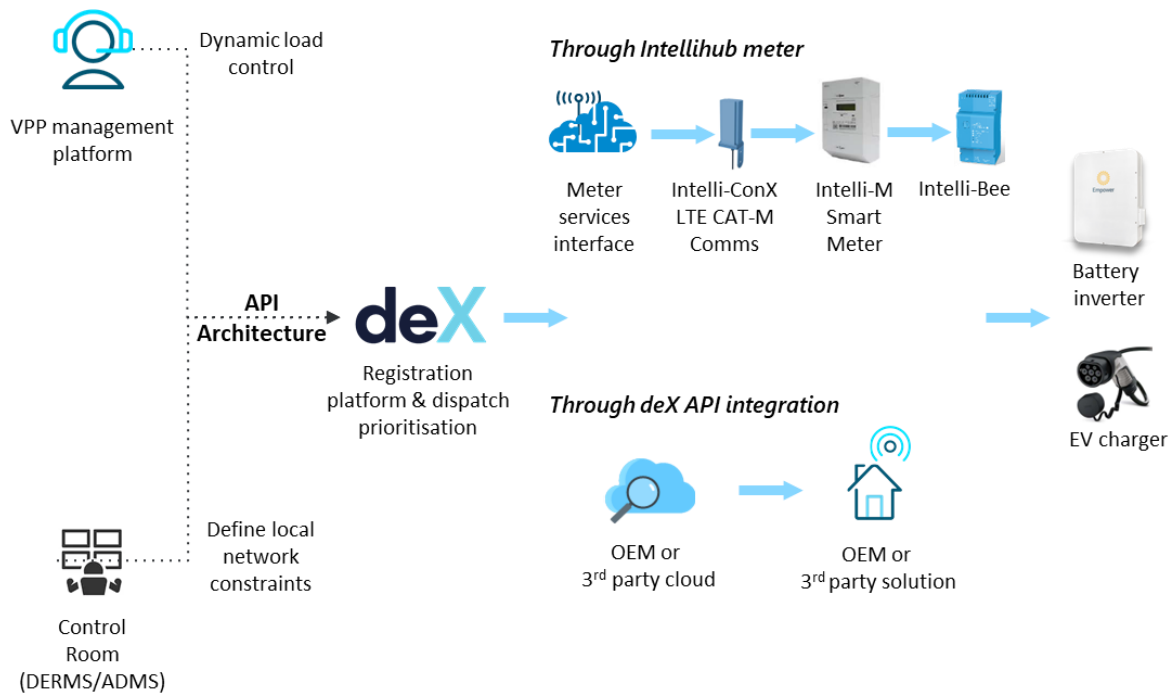 Dynamic load
control
VPP management
platform
Through Intellihub meter
Meter
services
interface
Intelli-ConX
LTE CAT-M
Comms
Intelli-M
Smart
Meter
Intelli-Bee
Empower
Battery
inverter
API
Architecture
deX
Registration
platform & dispatch
prioritisation
Through deX API integration
EV charger
OEM or
3rd party cloud
OEM or
3rd party solution
Define local
network
constraints
Control
Room
(DERMS/ADMS)